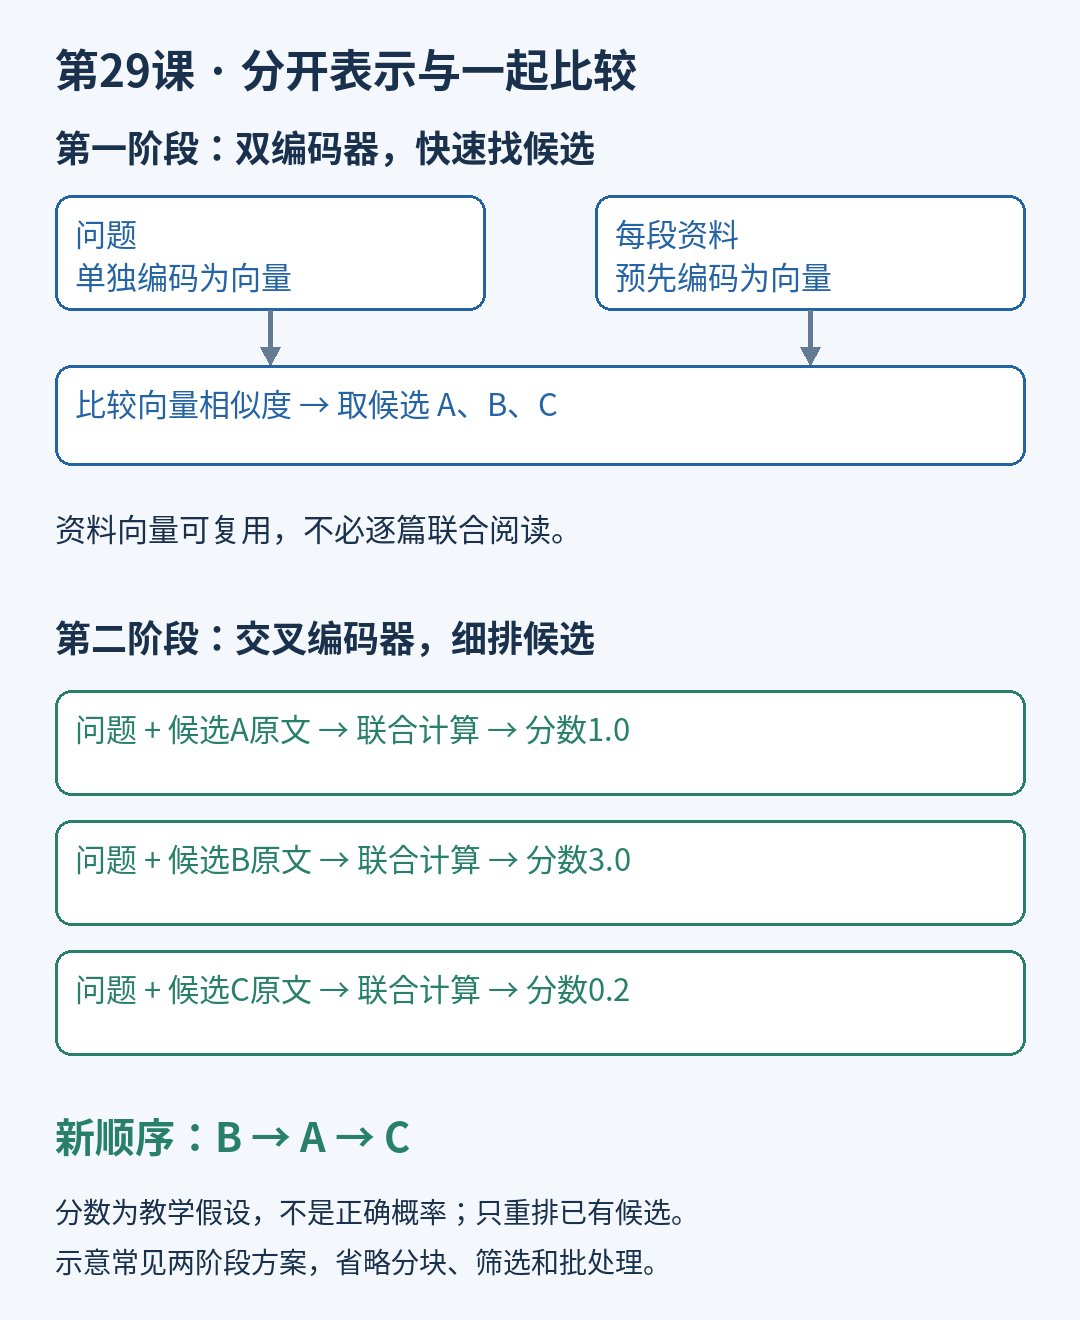 第29课 · 分开表示与一起比较
第一阶段：双编码器，快速找候选
问题
单独编码为向量
每段资料
预先编码为向量
比较向量相似度 → 取候选 A、B、C
资料向量可复用，不必逐篇联合阅读。
第二阶段：交叉编码器，细排候选
问题 + 候选A原文 → 联合计算 → 分数1.0
问题 + 候选B原文 → 联合计算 → 分数3.0
问题 + 候选C原文 → 联合计算 → 分数0.2
新顺序：B → A → C
分数为教学假设，不是正确概率；只重排已有候选。
示意常见两阶段方案，省略分块、筛选和批处理。